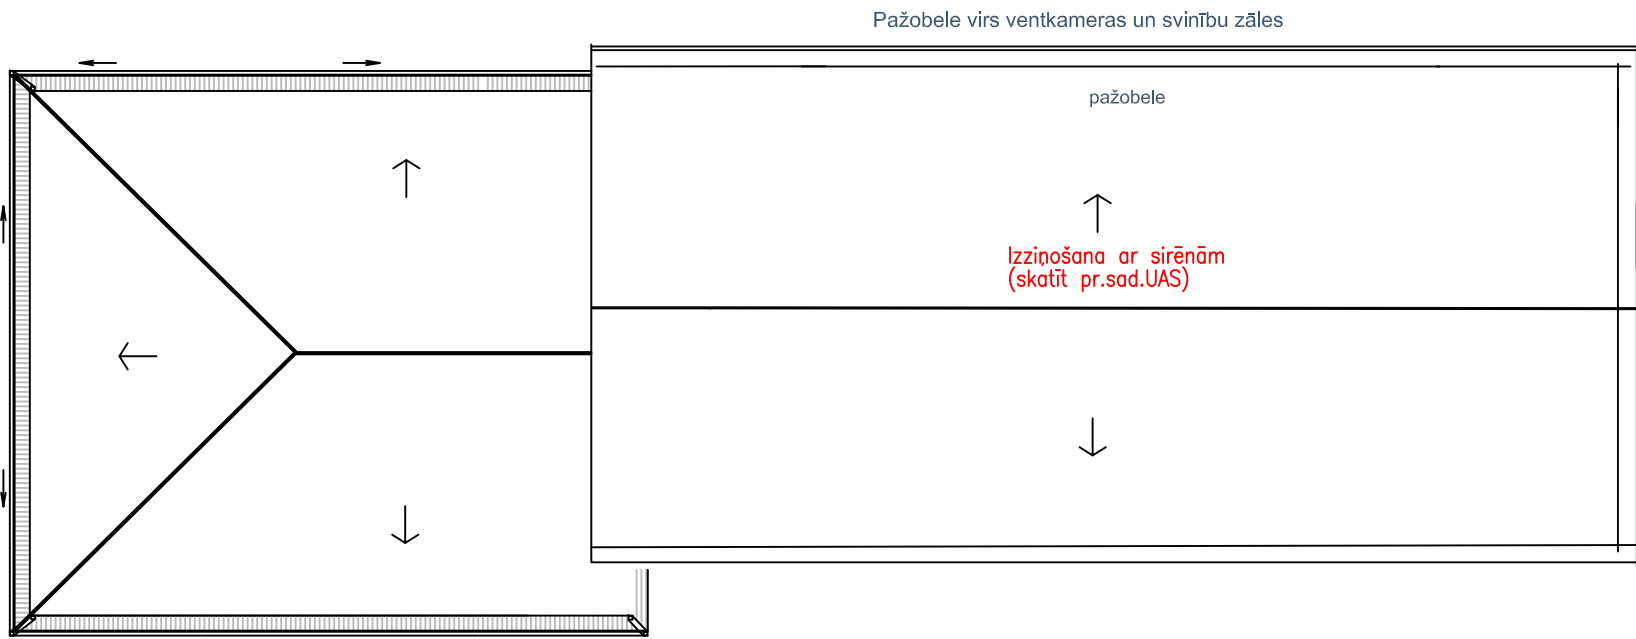 Pažobele virs ventkameras un svinību zāles
pažobele
Izziņošana ar sirēnām
(skatīt pr.sad.UAS)